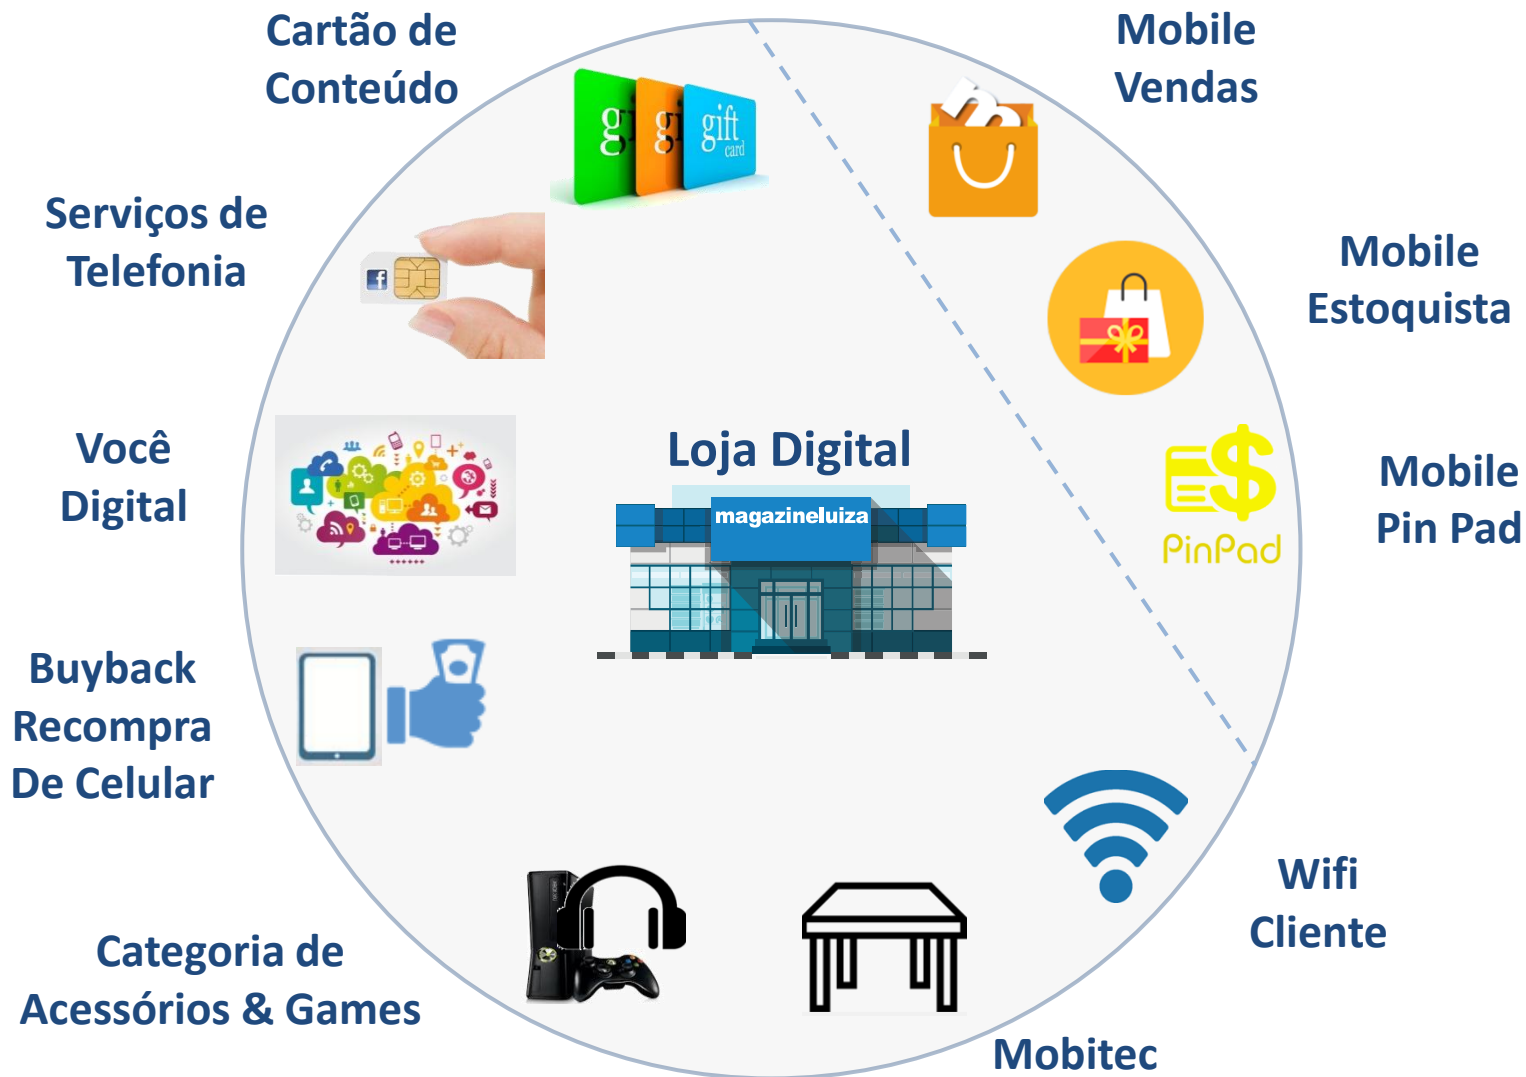 Cartão de
Conteúdo
Mobile
Vendas
gift
card
Serviços de
Telefonia
Mobile
Estoquista
f
Você
Digital
Loja Digital
magazineluiza
Mobile
Pin Pad
$
PinPad
Buyback
Recompra
De Celular
Wifi
Cliente
Categoria de
Acessórios & Games
Mobitec